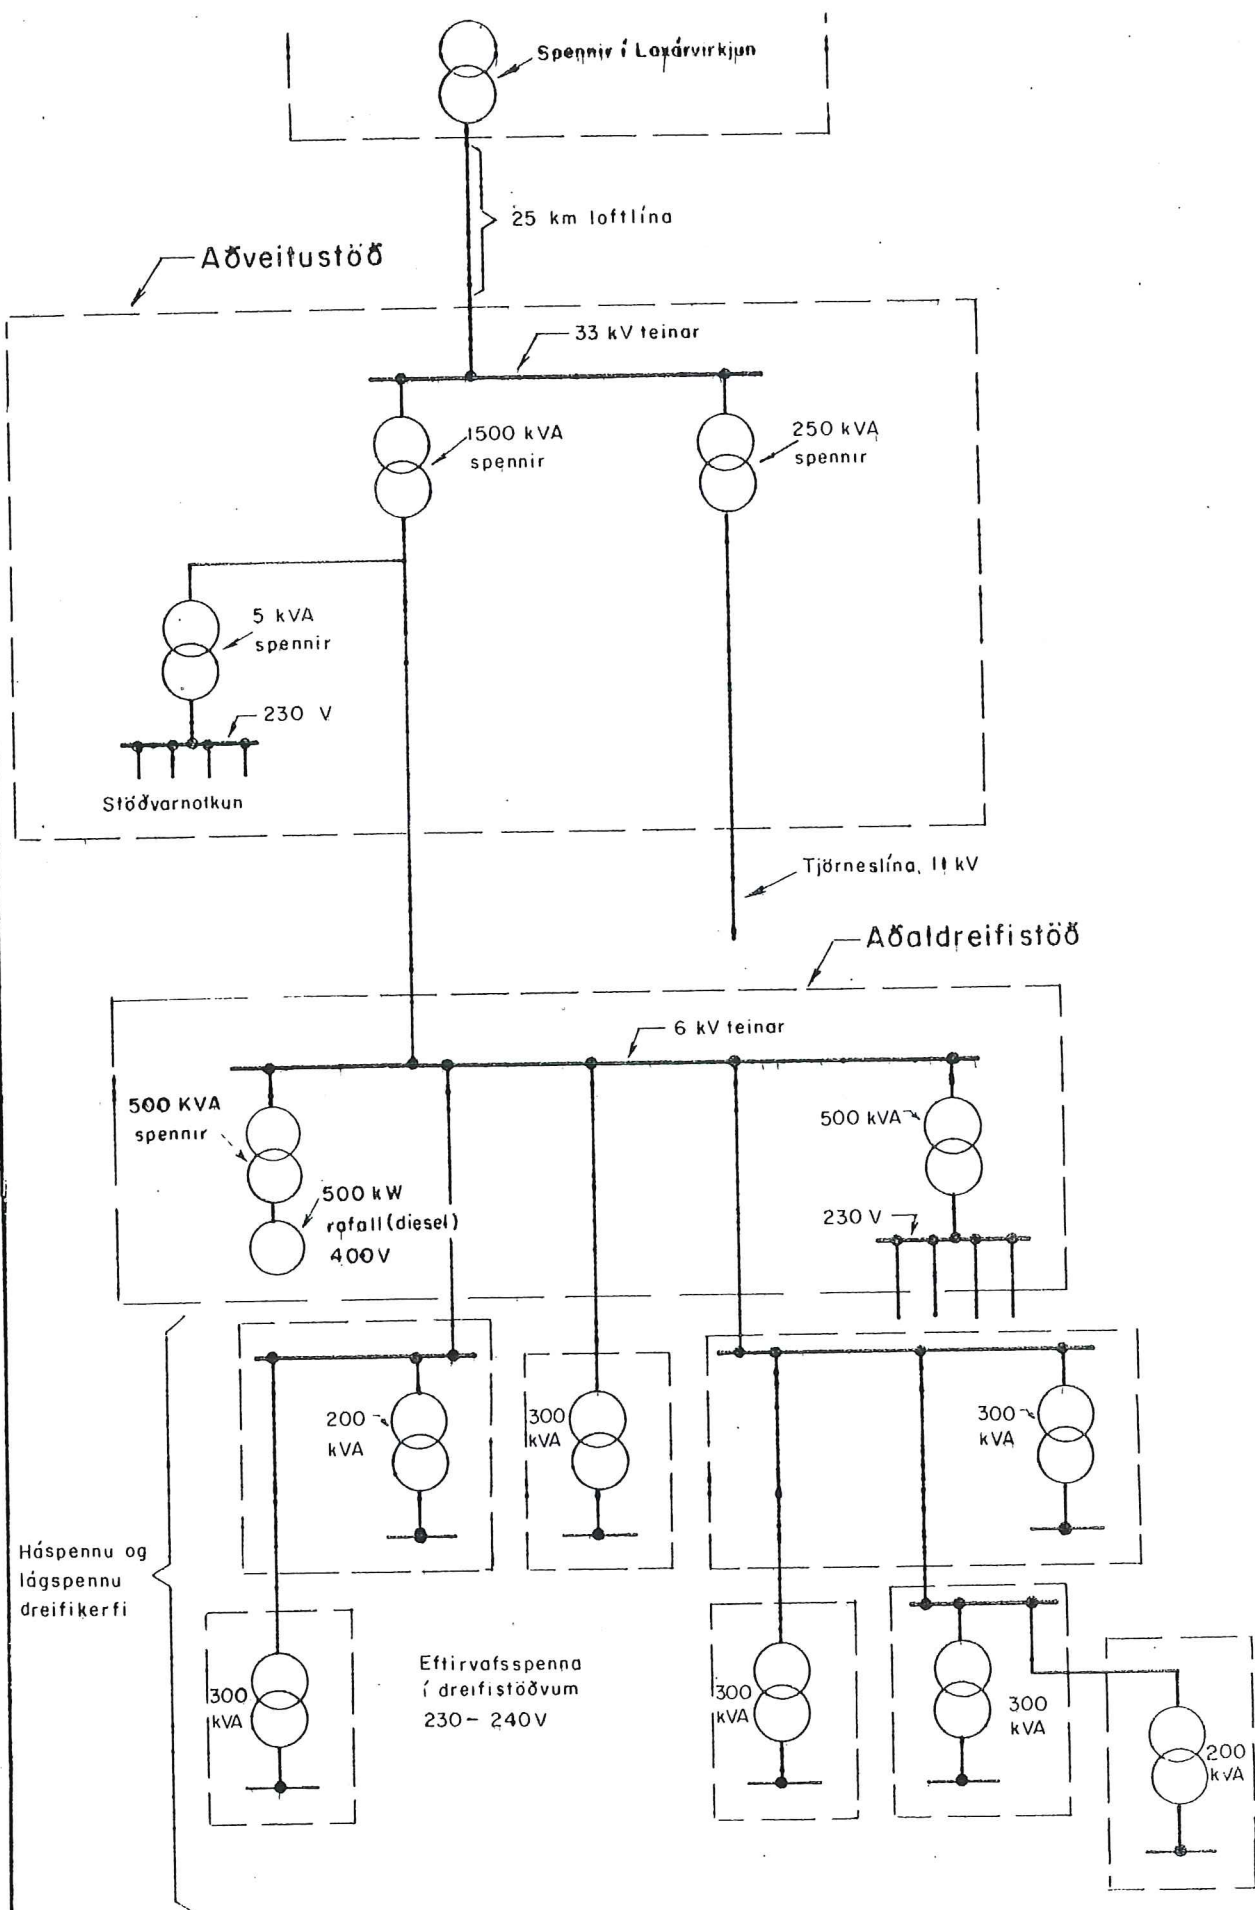 Spennir í Laxárvirkjun
25 km loftlína
Aðveitustöð
33 kV teinar
1500 kVA
spennir
250 kVA
spennir
5 kVA
spennir
230 V
Stöðvarnotkun
Tjörneslína, 11 kV
Aðaldreifistöð
6 kV teinar
500 KVA
spennir
500 kVA
500 kW
rafall (diesel)
400V
230 V
200
kVA
300
kVA
300
kVA
Háspennu og
lágspennu
dreifikerfi
Eftirvafsspenna
í dreifistöðvum
230 - 240V
300
kVA
300
kVA
300
kVA
200
kVA